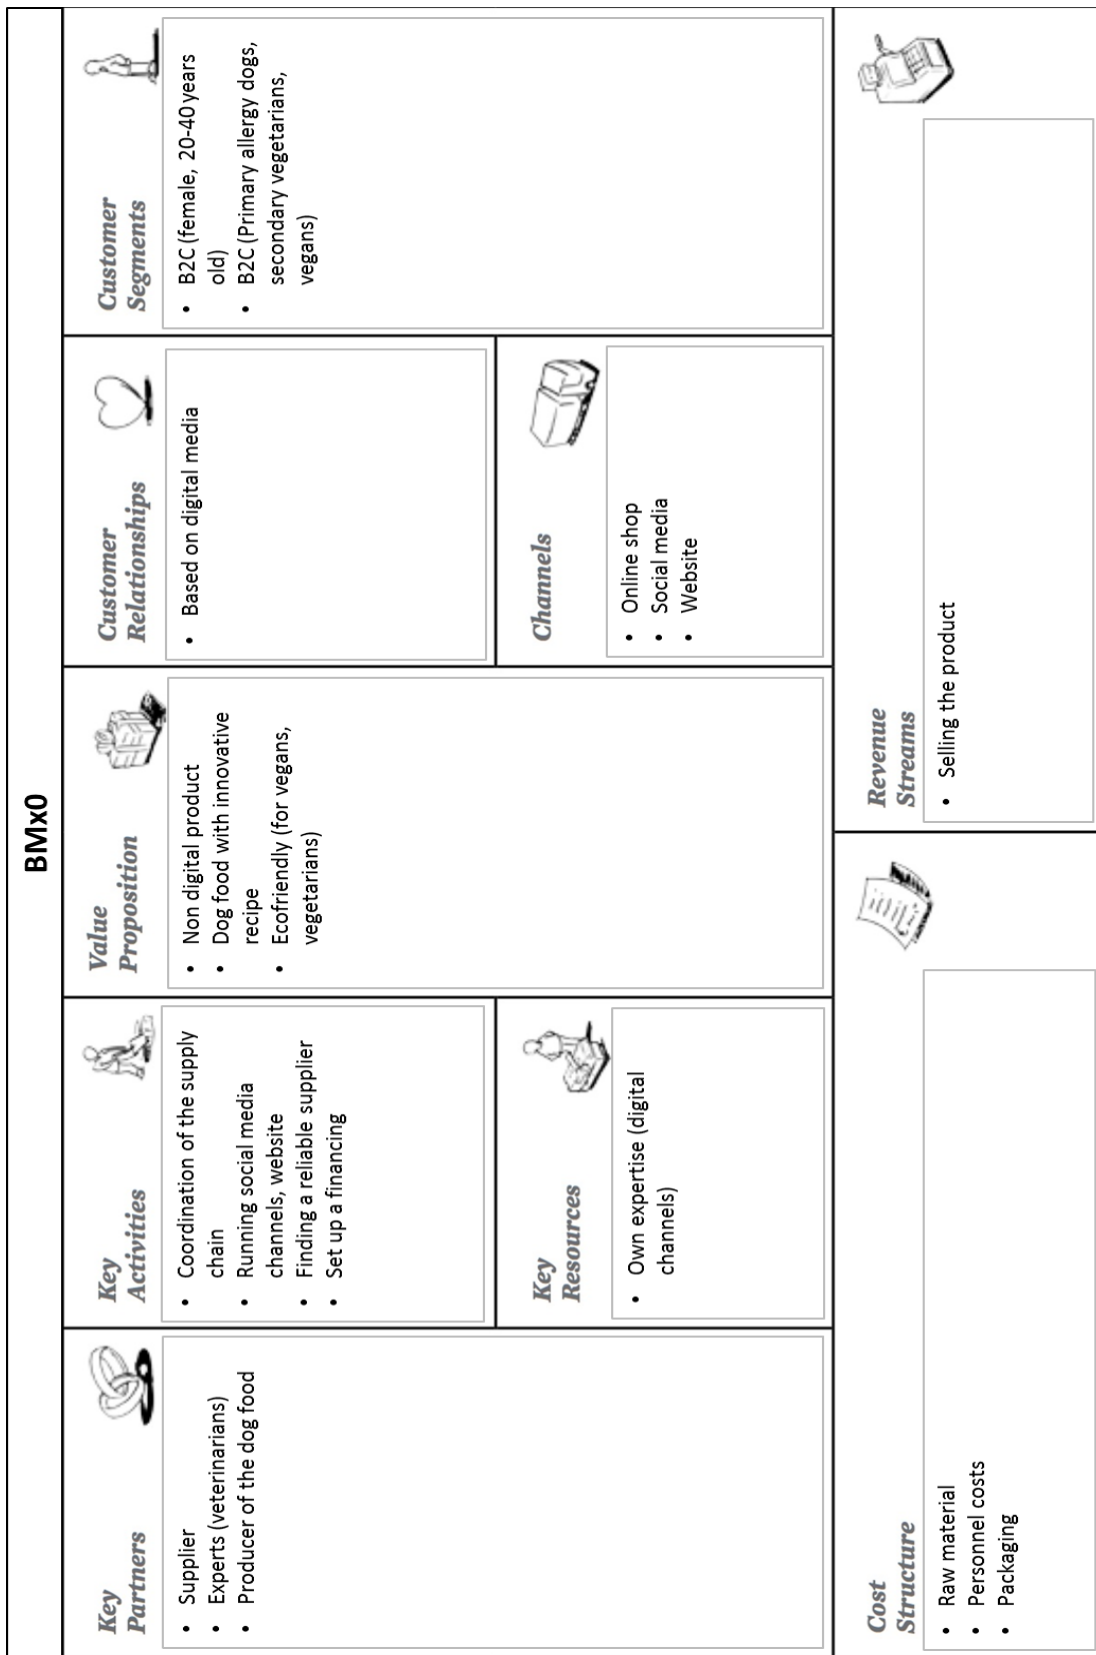 BMx0
Key
Partners
• Supplier
• Experts (veterinarians)
• Producer of the dog food
Key
Activities
• Coordination of the supply
chain
• Running social media
channels, website
• Finding a reliable supplier
• Set up a financing
Key
Resources
• Own expertise (digital
channels)
Value
Proposition
• Non digital product
• Dog food with innovative
recipe
• Ecofriendly (for vegans,
vegetarians)
Customer
Relationships
• Based on digital media
Channels
• Online shop
• Social media
• Website
Customer
Segments
• B2C (female, 20-40 years
old)
• B2C (Primary allergy dogs,
secondary vegetarians,
vegans)
Cost
Structure
• Raw material
• Personnel costs
• Packaging
Revenue
Streams
• Selling the product